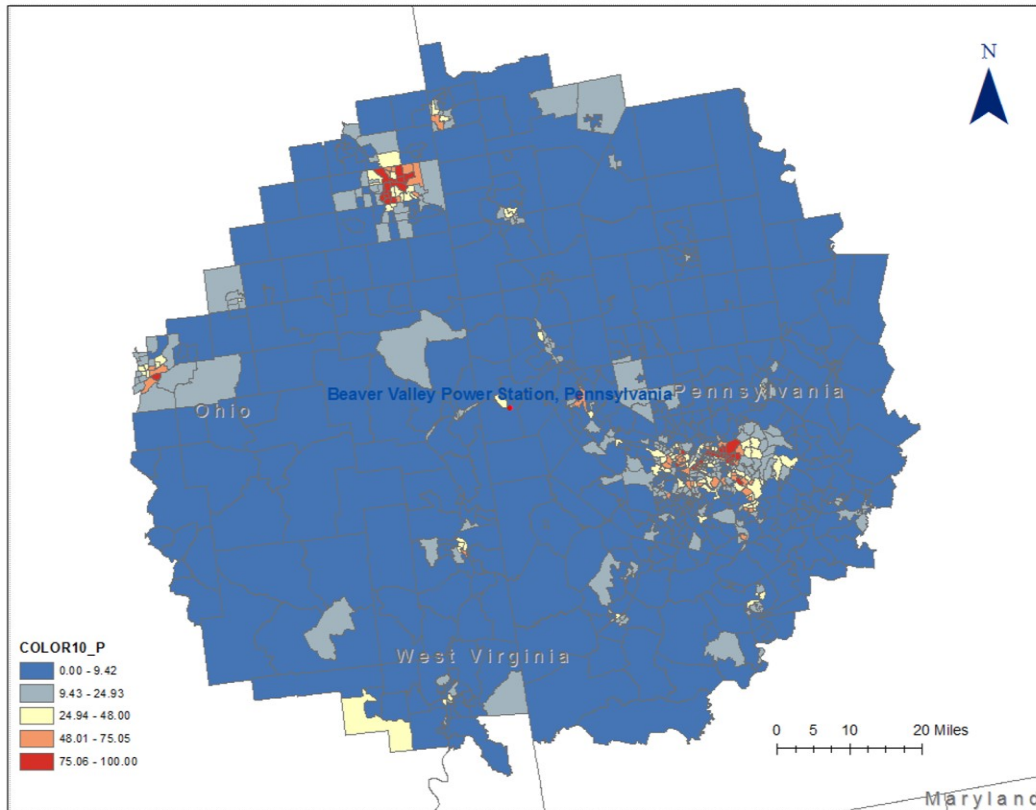 N
Beaver Valley Power Station, Pennsylvania
Pennsylvania
Ohio
West Virginia
COLOR10_P
0.00 - 9.42
9.43 - 24.93
24.94 - 48.00
48.01 - 75.05
75.06 - 100.00
0 5 10 20 Miles
Maryland